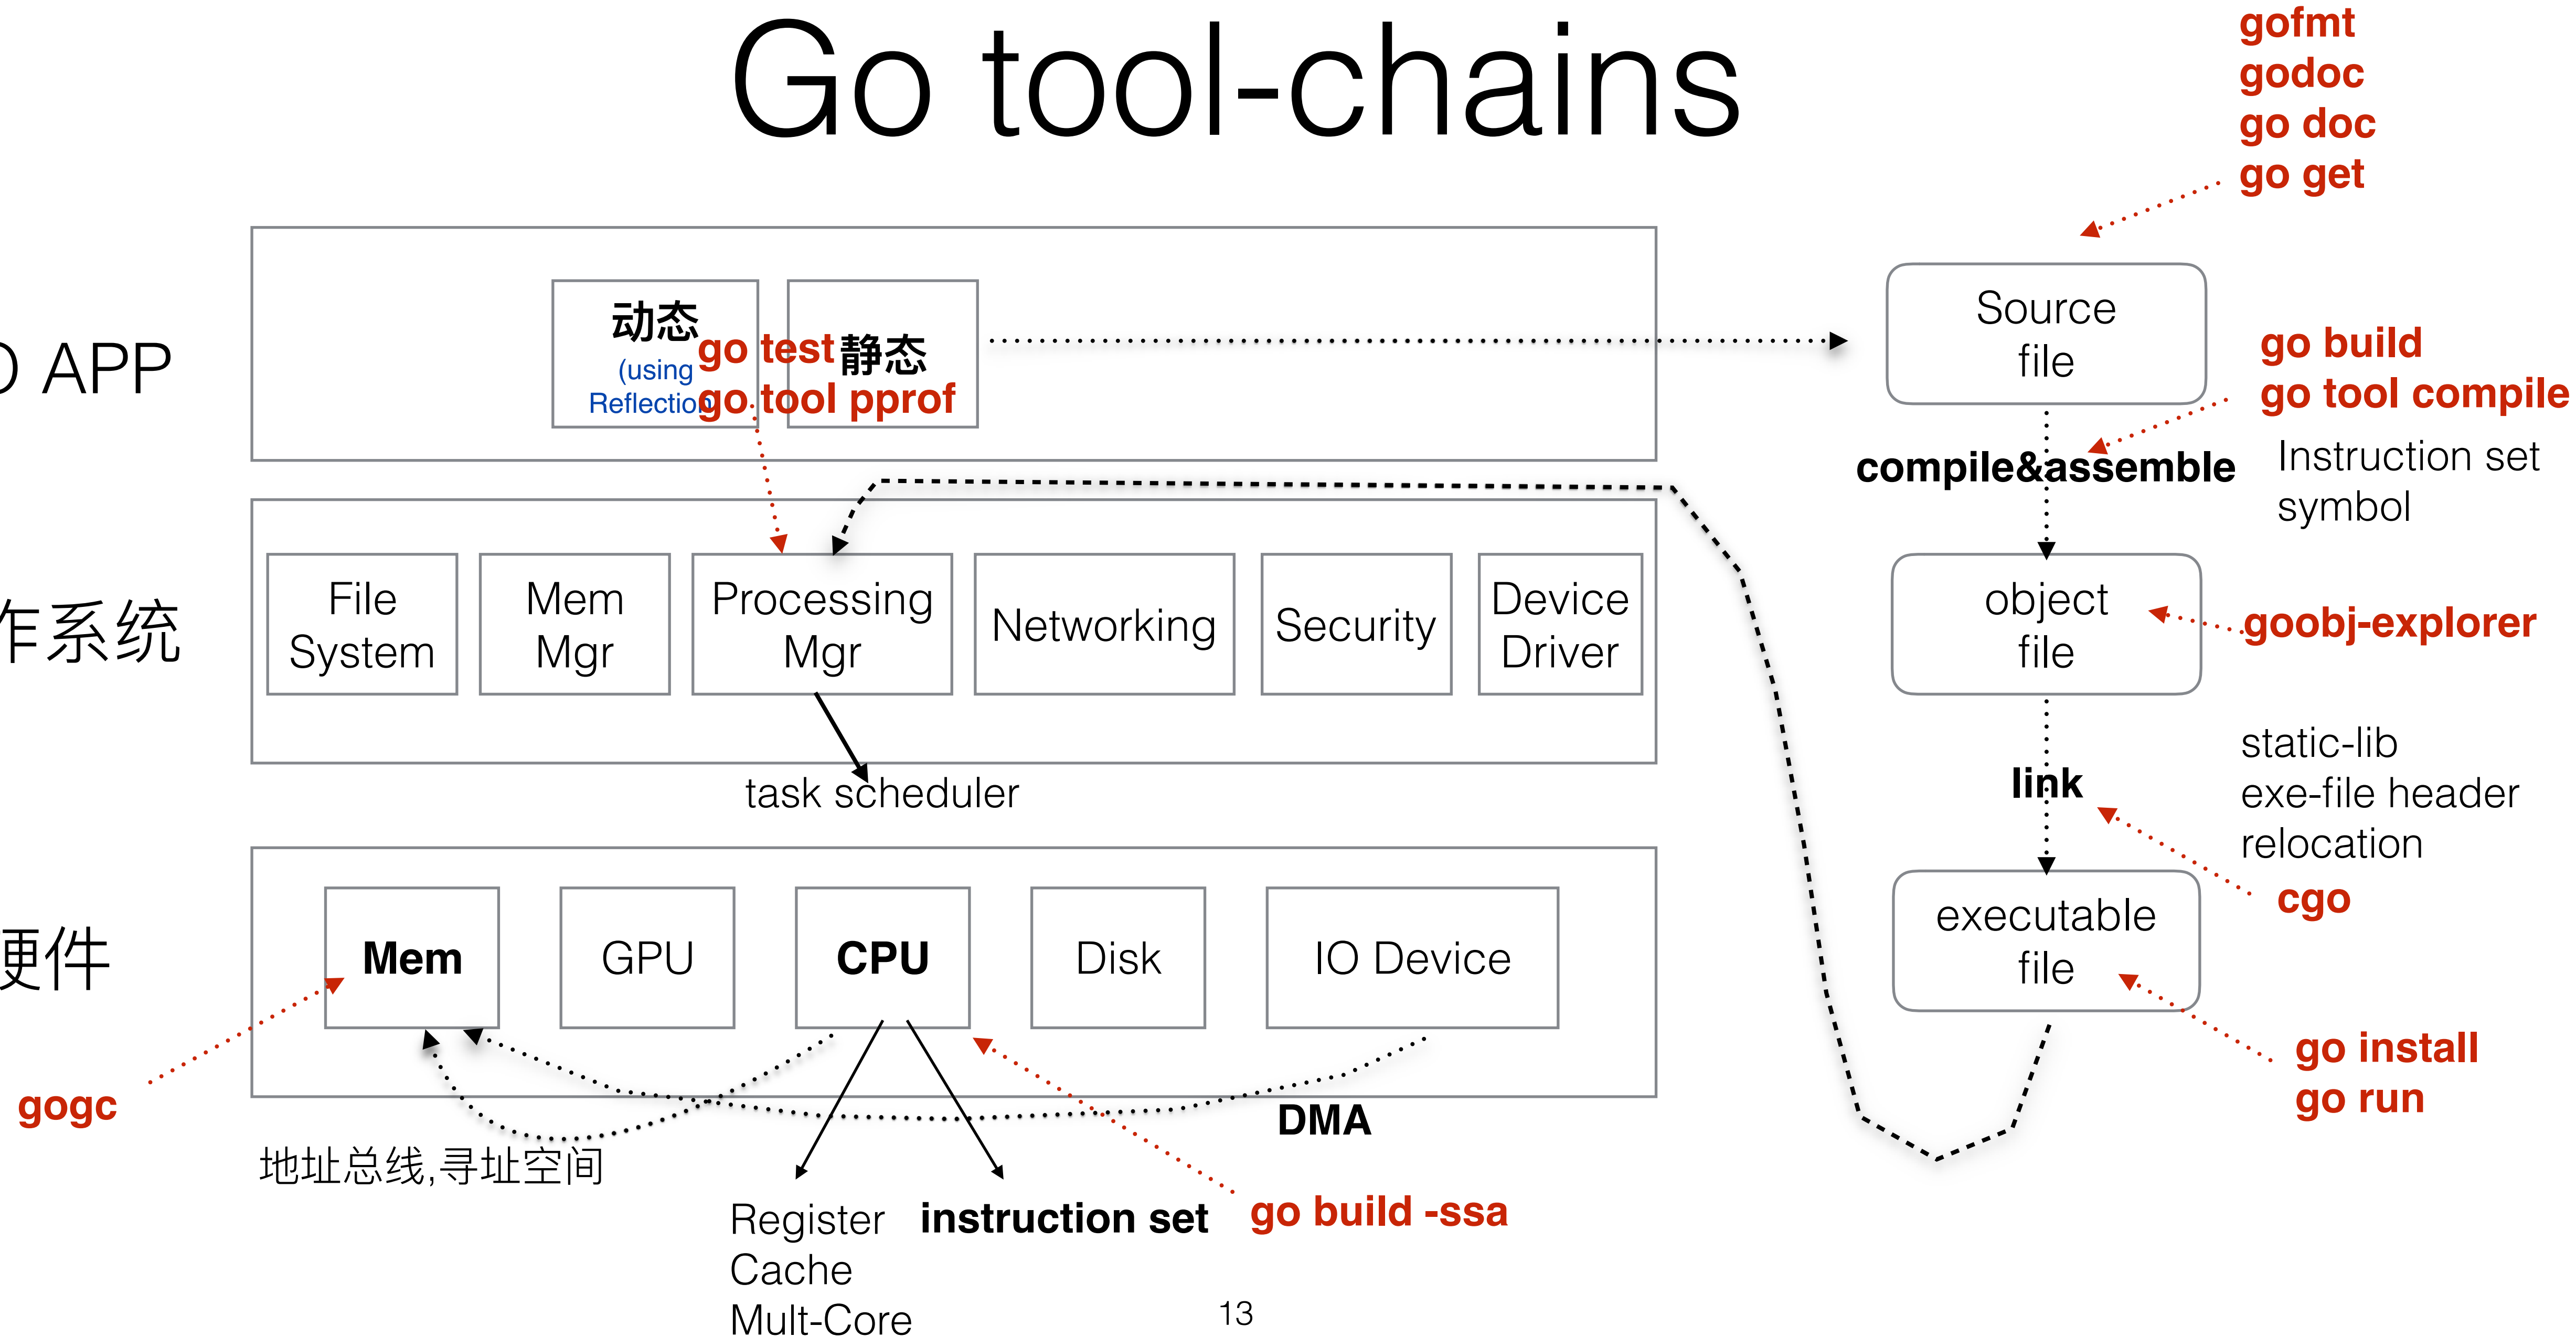 Go tool-chains
gofmt
godoc
go doc
go get
APP
动态
(using
Reflection
静态
go test
go tool pprof
Source
file
go build
go tool compile
compile&assemble
Instruction set
symbol
作系统
File
System
Mem
Mgr
Processing
Mgr
Networking
Security
Device
Driver
task scheduler
object
file
goobj-explorer
link
static-lib
exe-file header
relocation
cgo
硬件
Mem
GPU
CPU
Disk
IO Device
executable
file
go install
go run
gogc
地址总线,寻址空间
DMA
Register
Cache
Mult-Core
instruction set
go build -ssa
13